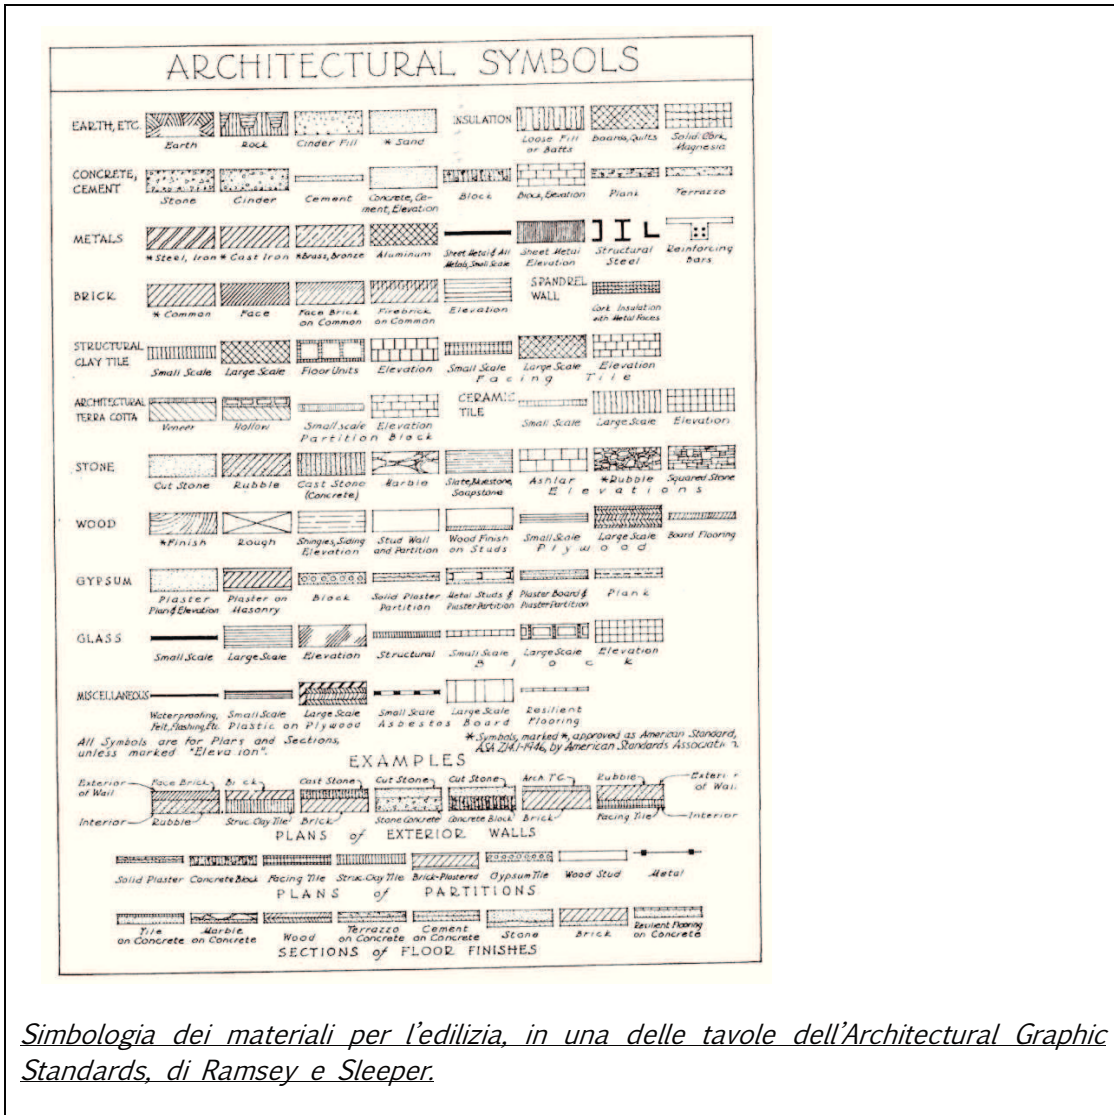 ARCHITECTURAL SYMBOLS
EARTH, ETC.
Earth
Rock
Cinder Fill
* Sand
INSULATION
Loose Fill
or Batts
Boards, Quilts
Solid Cork,
Magnesia
CONCRETE,
CEMENT
Stone
Cinder
Cement
Concrete, Ce-
ment, Elevation
Block
Block, Elevation
Plank
Terrazzo
METALS
* Steel, Iron
* Cast Iron
*Brass, Bronze
Aluminum
Sheet Metal & All
Metals, Small Scale
Sheet Metal
Elevation
Structural
Steel
Reinforcing
Bars
BRICK
* Common
Face
Face Brick
on Common
Firebrick
on Common
Elevation
SPANDREL
WALL
Cork Insulation
with Metal Faces
STRUCTURAL
CLAY TILE
Small Scale
Large Scale
Floor Units
Elevation
Small Scale
Large Scale
Elevation
Facing Tile
ARCHITECTURAL
TERRA COTTA
Veneer
Hollow
Small scale
Elevation
Partition Block
CERAMIC
TILE
Small Scale
Large Scale
Elevation
STONE
Cut Stone
Rubble
Cast Stone
(Concrete)
Marble
Slate, Bluestone,
Soapstone
Ashlar
*Rubble
Squared Stone
Elevations
WOOD
*Finish
Rough
Shingles, Siding
Elevation
Stud Wall
and Partition
Wood Finish
on Studs
Small Scale
Large Scale
Plywood
Board Flooring
GYPSUM
Plaster
Plan & Elevation
Plaster on
Masonry
Block
Solid Plaster
Partition
Metal Studs &
Plaster Partition
Plaster Board &
Plaster Partition
Plank
GLASS
Small Scale
Large Scale
Elevation
Structural
Small Scale
Large Scale
Elevation
Block
MISCELLANEOUS
Waterproofing,
Felt, Flashing, Etc.
Small Scale
Large Scale
Plastic on Plywood
Small Scale
Large Scale
Asbestos Board
Resilient
Flooring
All Symbols are for Plans and Sections,
unless marked "Eleva ion".
* Symbols, marked *, approved as American Standard,
ASA Z14.1-1946, by American Standards Association.
EXAMPLES
Exterior
of Wall
Face Brick
Brick
Cast Stone
Cut Stone
Cut Stone
Arch. T.C.
Rubble
Exteri r
of Wall
Interior
Rubble
Struc. Clay Tile
Brick
Stone Concrete
Concrete Block
Brick
Facing Tile
Interior
PLANS of EXTERIOR WALLS
Solid Plaster
Concrete Block
Facing Tile
Struc. Clay Tile
Brick-Plastered
Gypsum Tile
Wood Stud
Metal
PLANS of PARTITIONS
Tile
on Concrete
Marble
on Concrete
Wood
Terrazzo
on Concrete
Cement
on Concrete
Stone
Brick
Resilient Flooring
on Concrete
SECTIONS of FLOOR FINISHES
Simbologia dei materiali per l'edilizia, in una delle tavole dell'Architectural Graphic
Standards, di Ramsey e Sleeper.